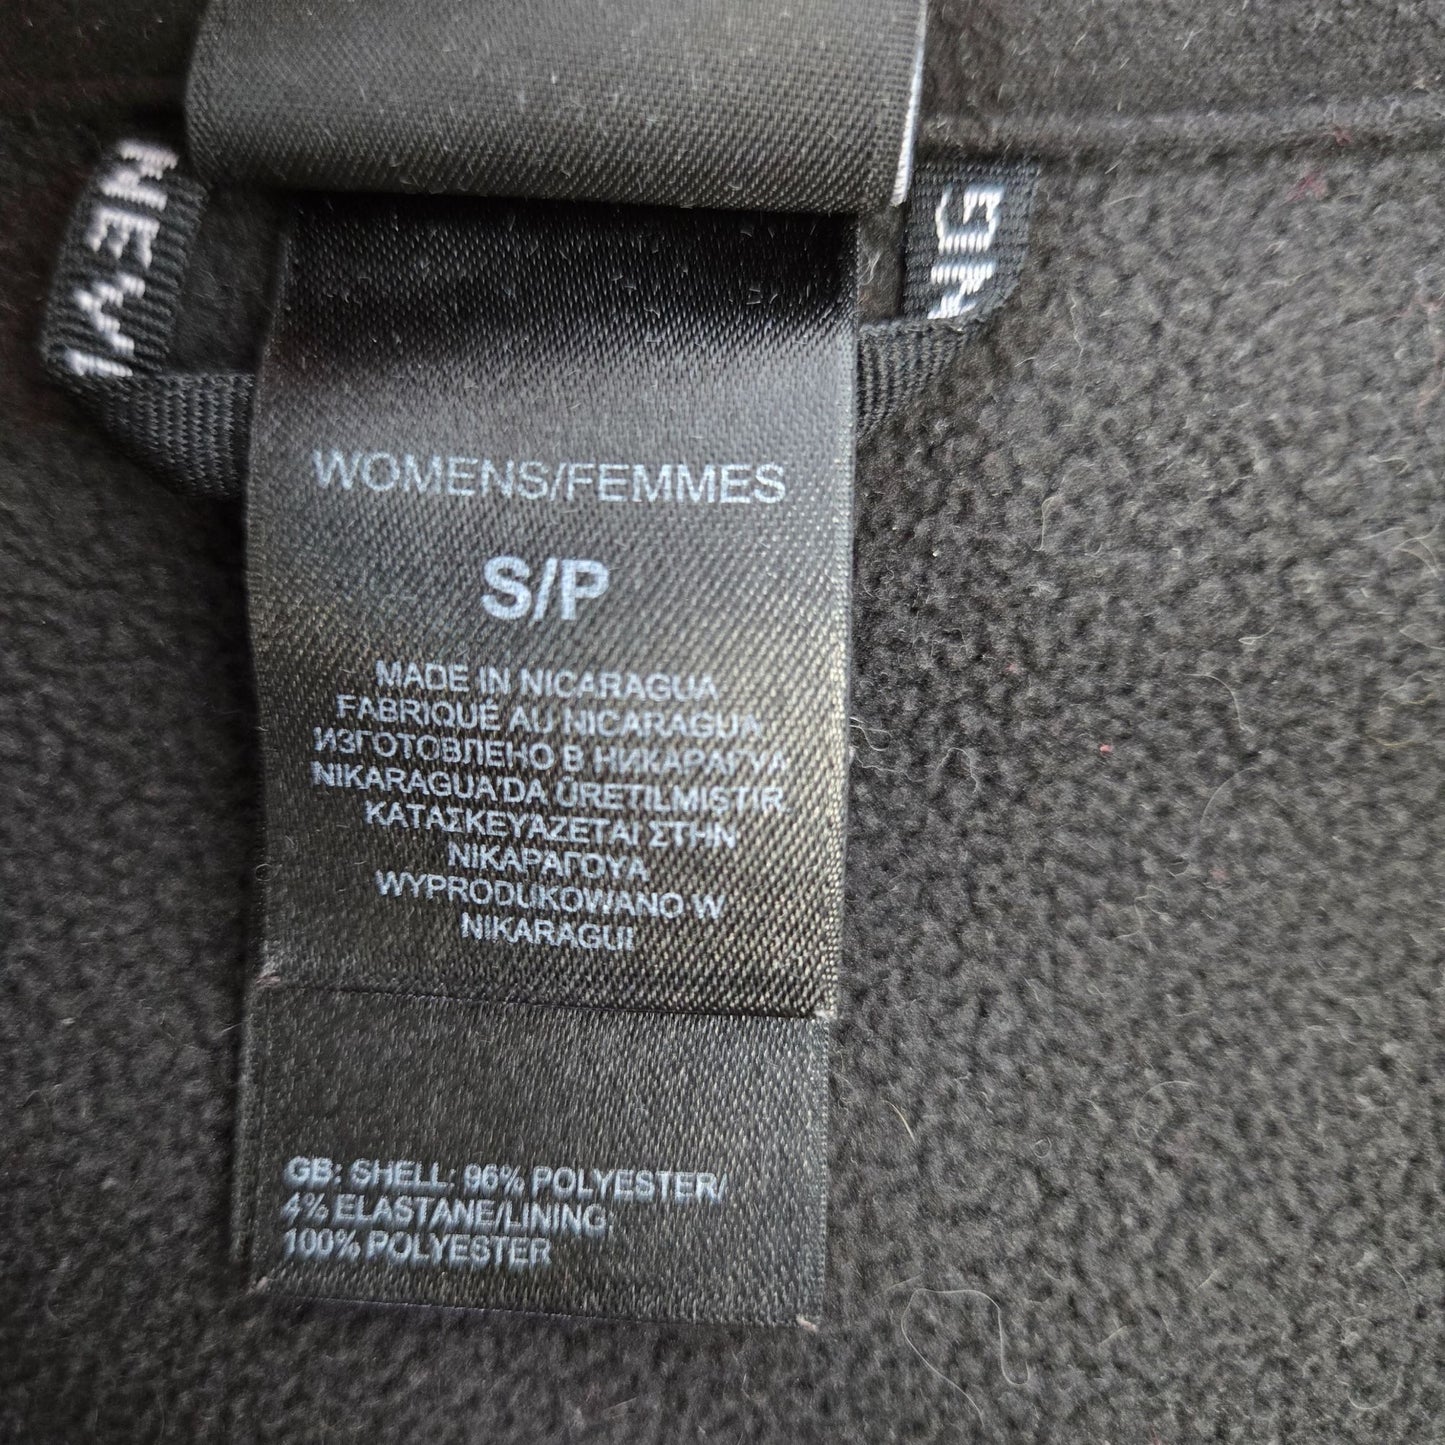 WOMENS/FEMMES
S/P
MADE IN NICARAGUA
FABRIQUÉ AU NICARAGUA
ИЗГОТОВЛЕНО В НИКАРАГУА
NIKARAGUA'DA ÜRETILMISTIR
ΚΑΤΑΣΚΕΥΑΖΕΤΑΙ ΣΤΗΝ
ΝΙΚΑΡΑΓΟΥΑ
WYPRODUKOWANO W
NIKARAGUI
GB: SHELL: 96% POLYESTER/
4% ELASTANE/LINING:
100% POLYESTER